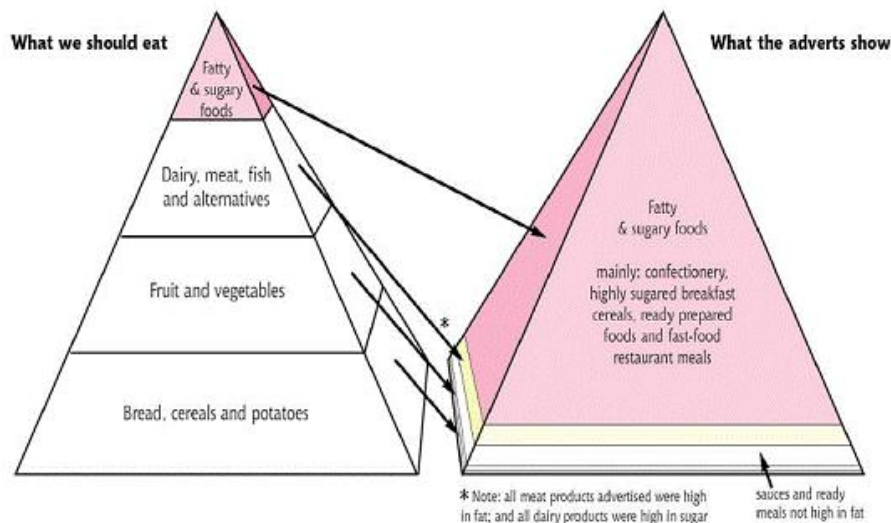 What we should eat
Fatty
& sugary
foods
Dairy, meat, fish
and alternatives
Fruit and vegetables
Bread, cereals and potatoes
What the adverts show
Fatty
& sugary foods
mainly: confectionery,
highly sugared breakfast
cereals, ready prepared
foods and fast-food
restaurant meals
*
* Note: all meat products advertised were high
in fat; and all dairy products were high in sugar
sauces and ready
meals not high in fat